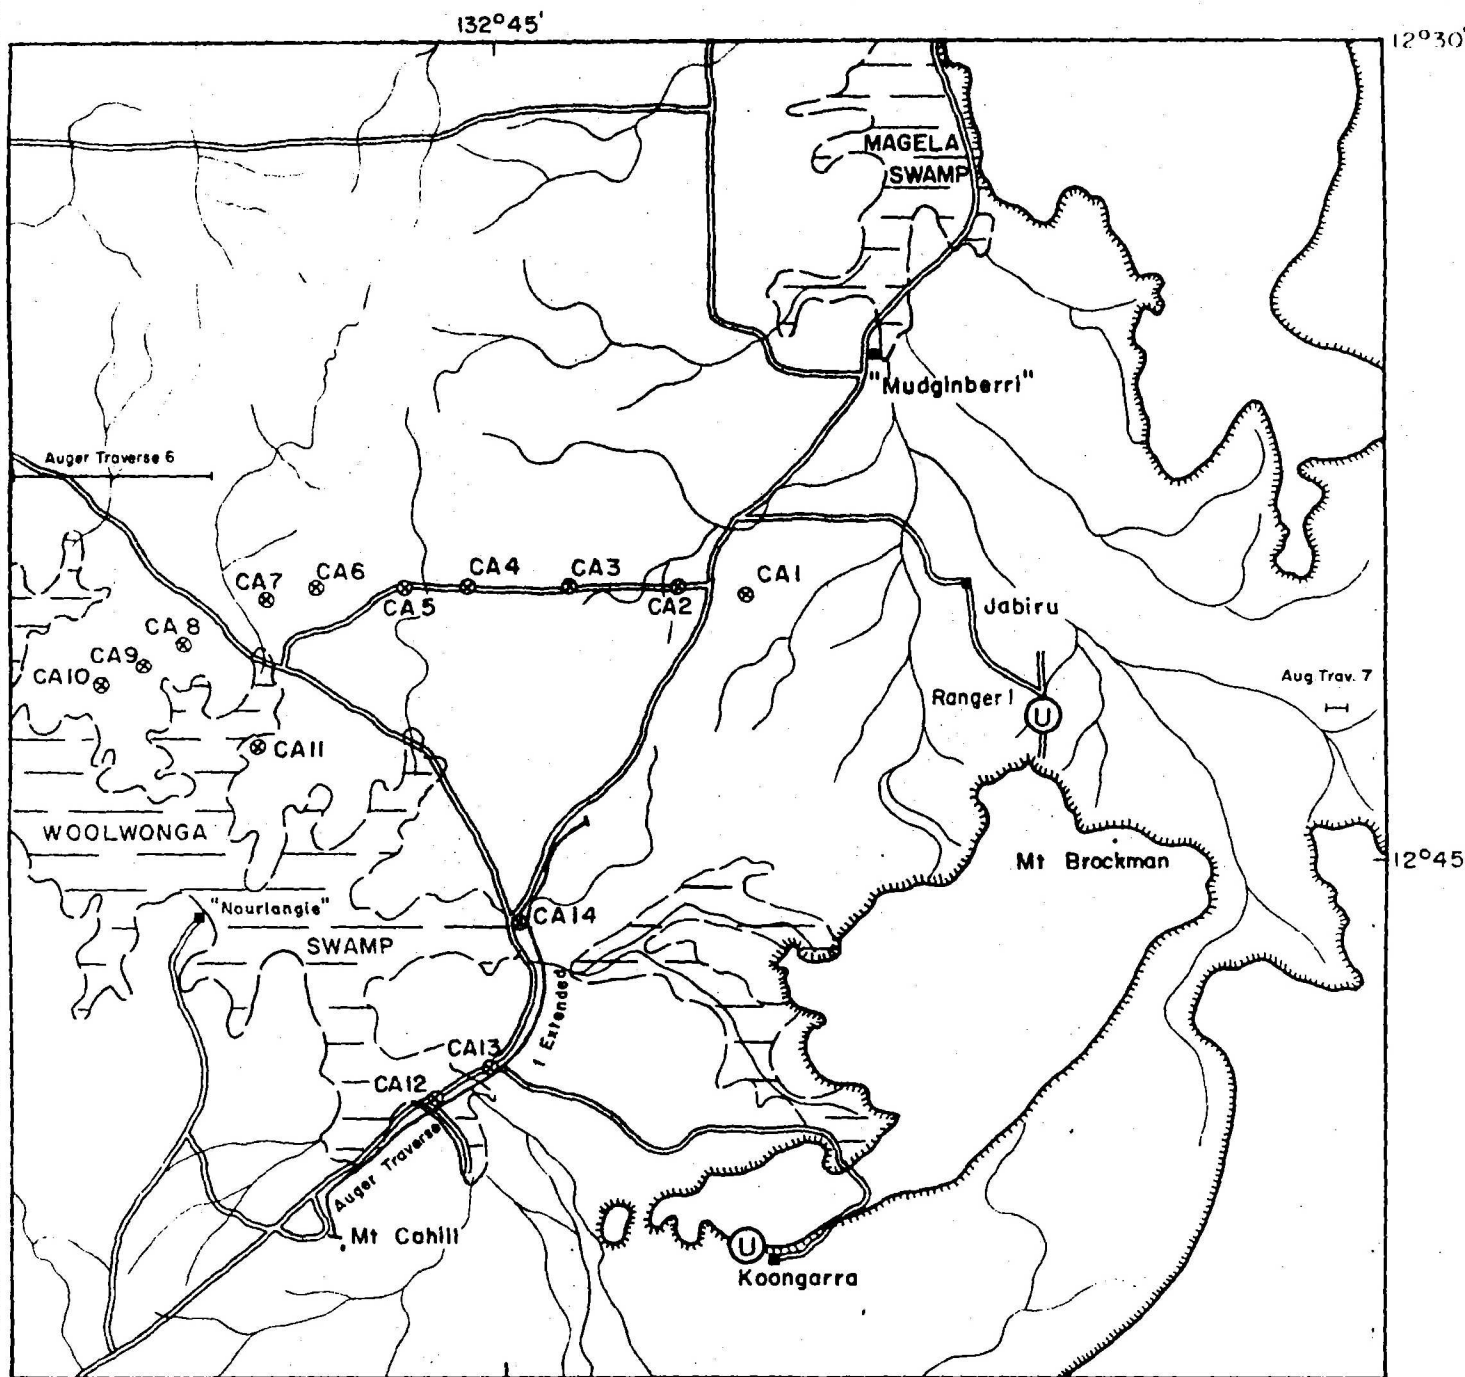 132°45'
12°30'
MAGELA
SWAMP
"Mudginberri"
Auger Traverse 6
CA7
CA6
CA5
CA4
CA3
CA2
CA1
Jabiru
CA8
CA9
CA10
CA11
Aug. Trav. 7
Ranger 1
U
WOOLWONGA
12°45
Mt Brockman
"Nourlangie"
CA14
SWAMP
1 Extended
CA13
CA12
Auger Traverse
Mt Cahill
U
Koongarra